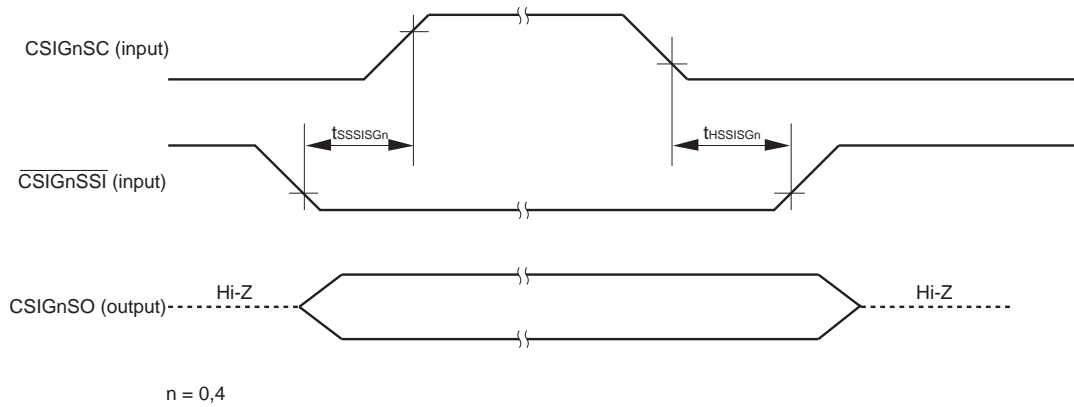 CSIGnSC (input)
tSSSISGn
tHSSISGn
CSIGnSSI (input)
Hi-Z
Hi-Z
CSIGnSO (output)
n = 0,4